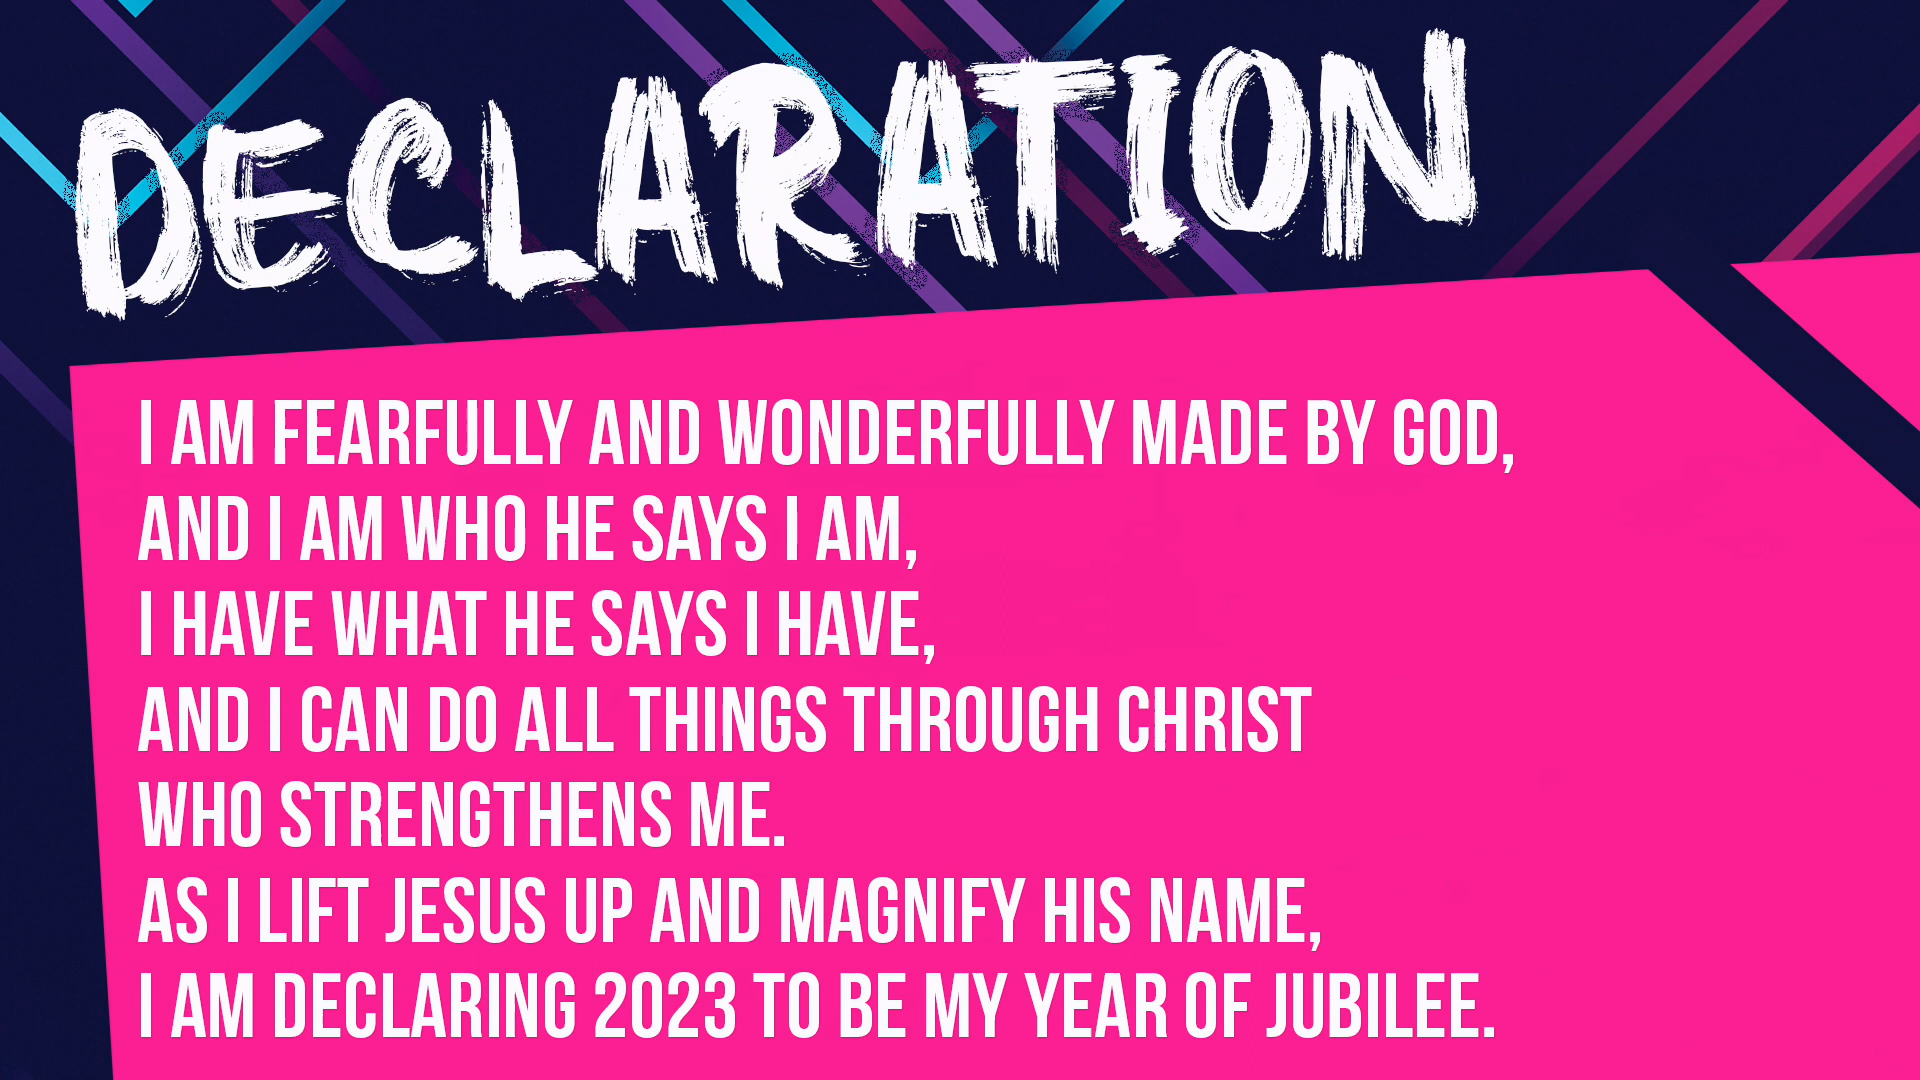 DECLARATION
I AM FEARFULLY AND WONDERFULLY MADE BY GOD,
AND I AM WHO HE SAYS I AM,
I HAVE WHAT HE SAYS I HAVE,
AND I CAN DO ALL THINGS THROUGH CHRIST
WHO STRENGTHENS ME.
AS I LIFT JESUS UP AND MAGNIFY HIS NAME,
I AM DECLARING 2023 TO BE MY YEAR OF JUBILEE.